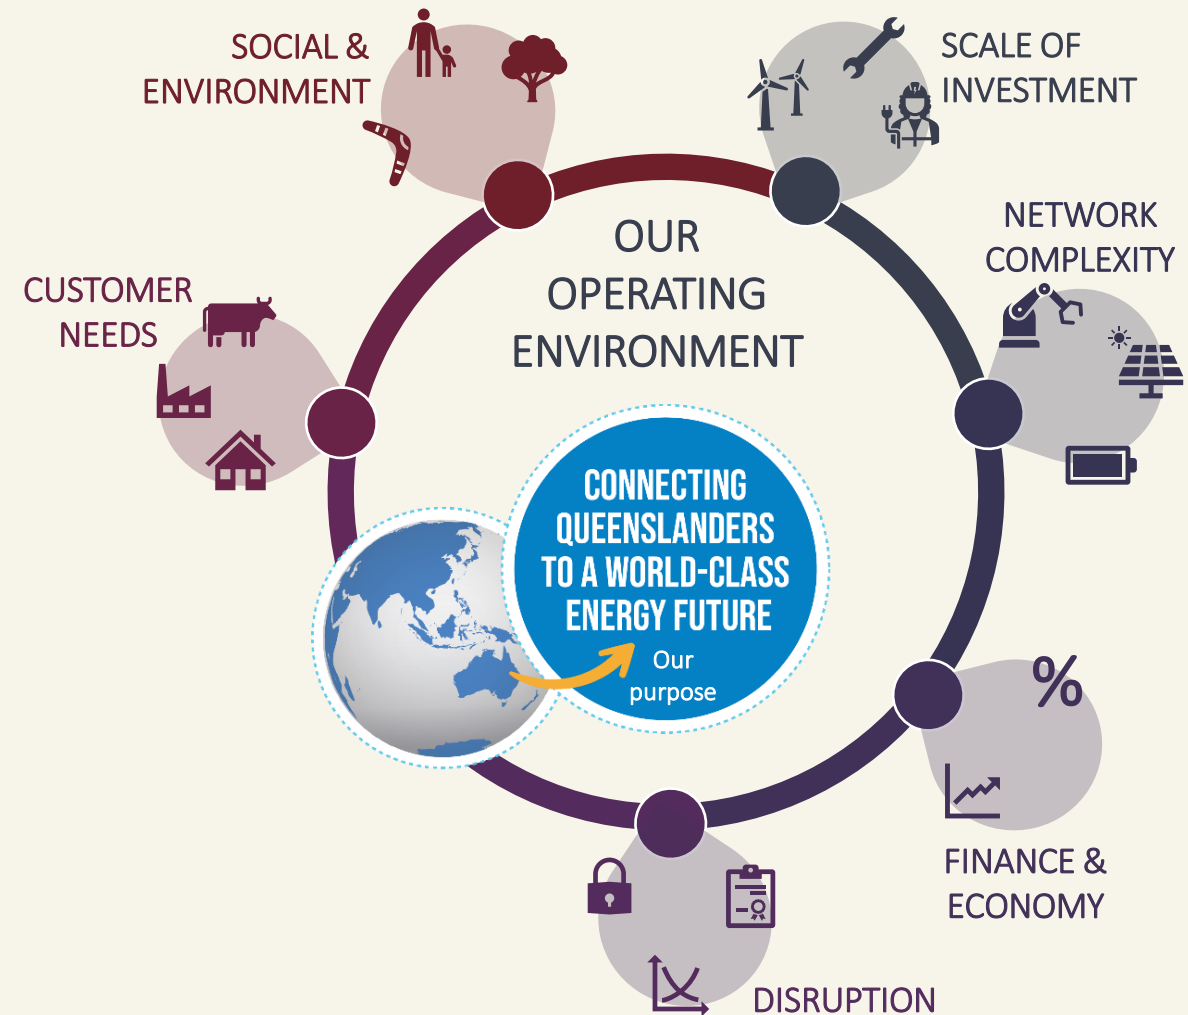 SOCIAL &
ENVIRONMENT
SCALE OF
INVESTMENT
NETWORK
COMPLEXITY
OUR
OPERATING
ENVIRONMENT
CUSTOMER
NEEDS
CONNECTING
QUEENSLANDERS
TO A WORLD-CLASS
ENERGY FUTURE
Our
purpose
%
FINANCE &
ECONOMY
DISRUPTION